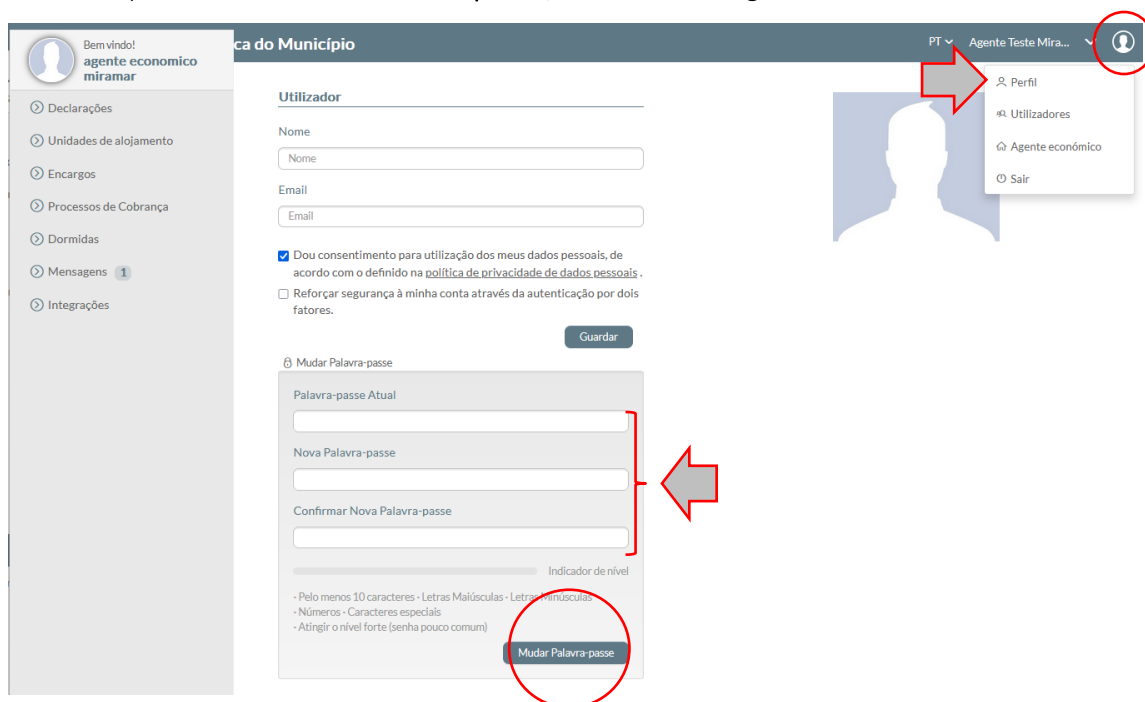 Bem vindo!
agente economico
miramar
ca do Município
PT
Agente Teste Mira...
Perfil
Utilizadores
Agente económico
Sair
Declarações
Unidades de alojamento
Encargos
Processos de Cobrança
Dormidas
Mensagens 1
Integrações
Utilizador
Nome
Nome
Email
Email
Dou consentimento para utilização dos meus dados pessoais, de
acordo com o definido na política de privacidade de dados pessoais .
Reforçar segurança à minha conta através da autenticação por dois
fatores.
Guardar
Mudar Palavra-passe
Palavra-passe Atual
Nova Palavra-passe
Confirmar Nova Palavra-passe
Indicador de nível
• Pelo menos 10 caracteres • Letras Maiúsculas • Letras Minúsculas
• Números • Caracteres especiais
• Atingir o nível forte (senha pouco comum)
Mudar Palavra-passe